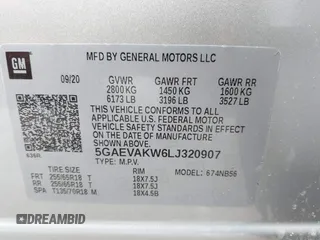 GM
MFD BY GENERAL MOTORS LLC
09/20 GVWR GAWR FRT GAWR RR
2800 KG 1450 KG 1600 KG
6173 LB 3196 LB 3527 LB
THIS VEHICLE CONFORMS TO ALL
APPLICABLE U.S. FEDERAL MOTOR
VEHICLE SAFETY STANDARDS IN EFFECT
ON THE DATE OF MANUFACTURE SHOWN ABOVE.
5GAEVAKW6LJ320907
TYPE: M.P.V. MODEL: 674NB56
TIRE SIZE RIM
FRT 255/65R18 T 18X7.5J
RR 255/65R18 T 18X7.5J
SPA T135/70R18 M 18X4.5B